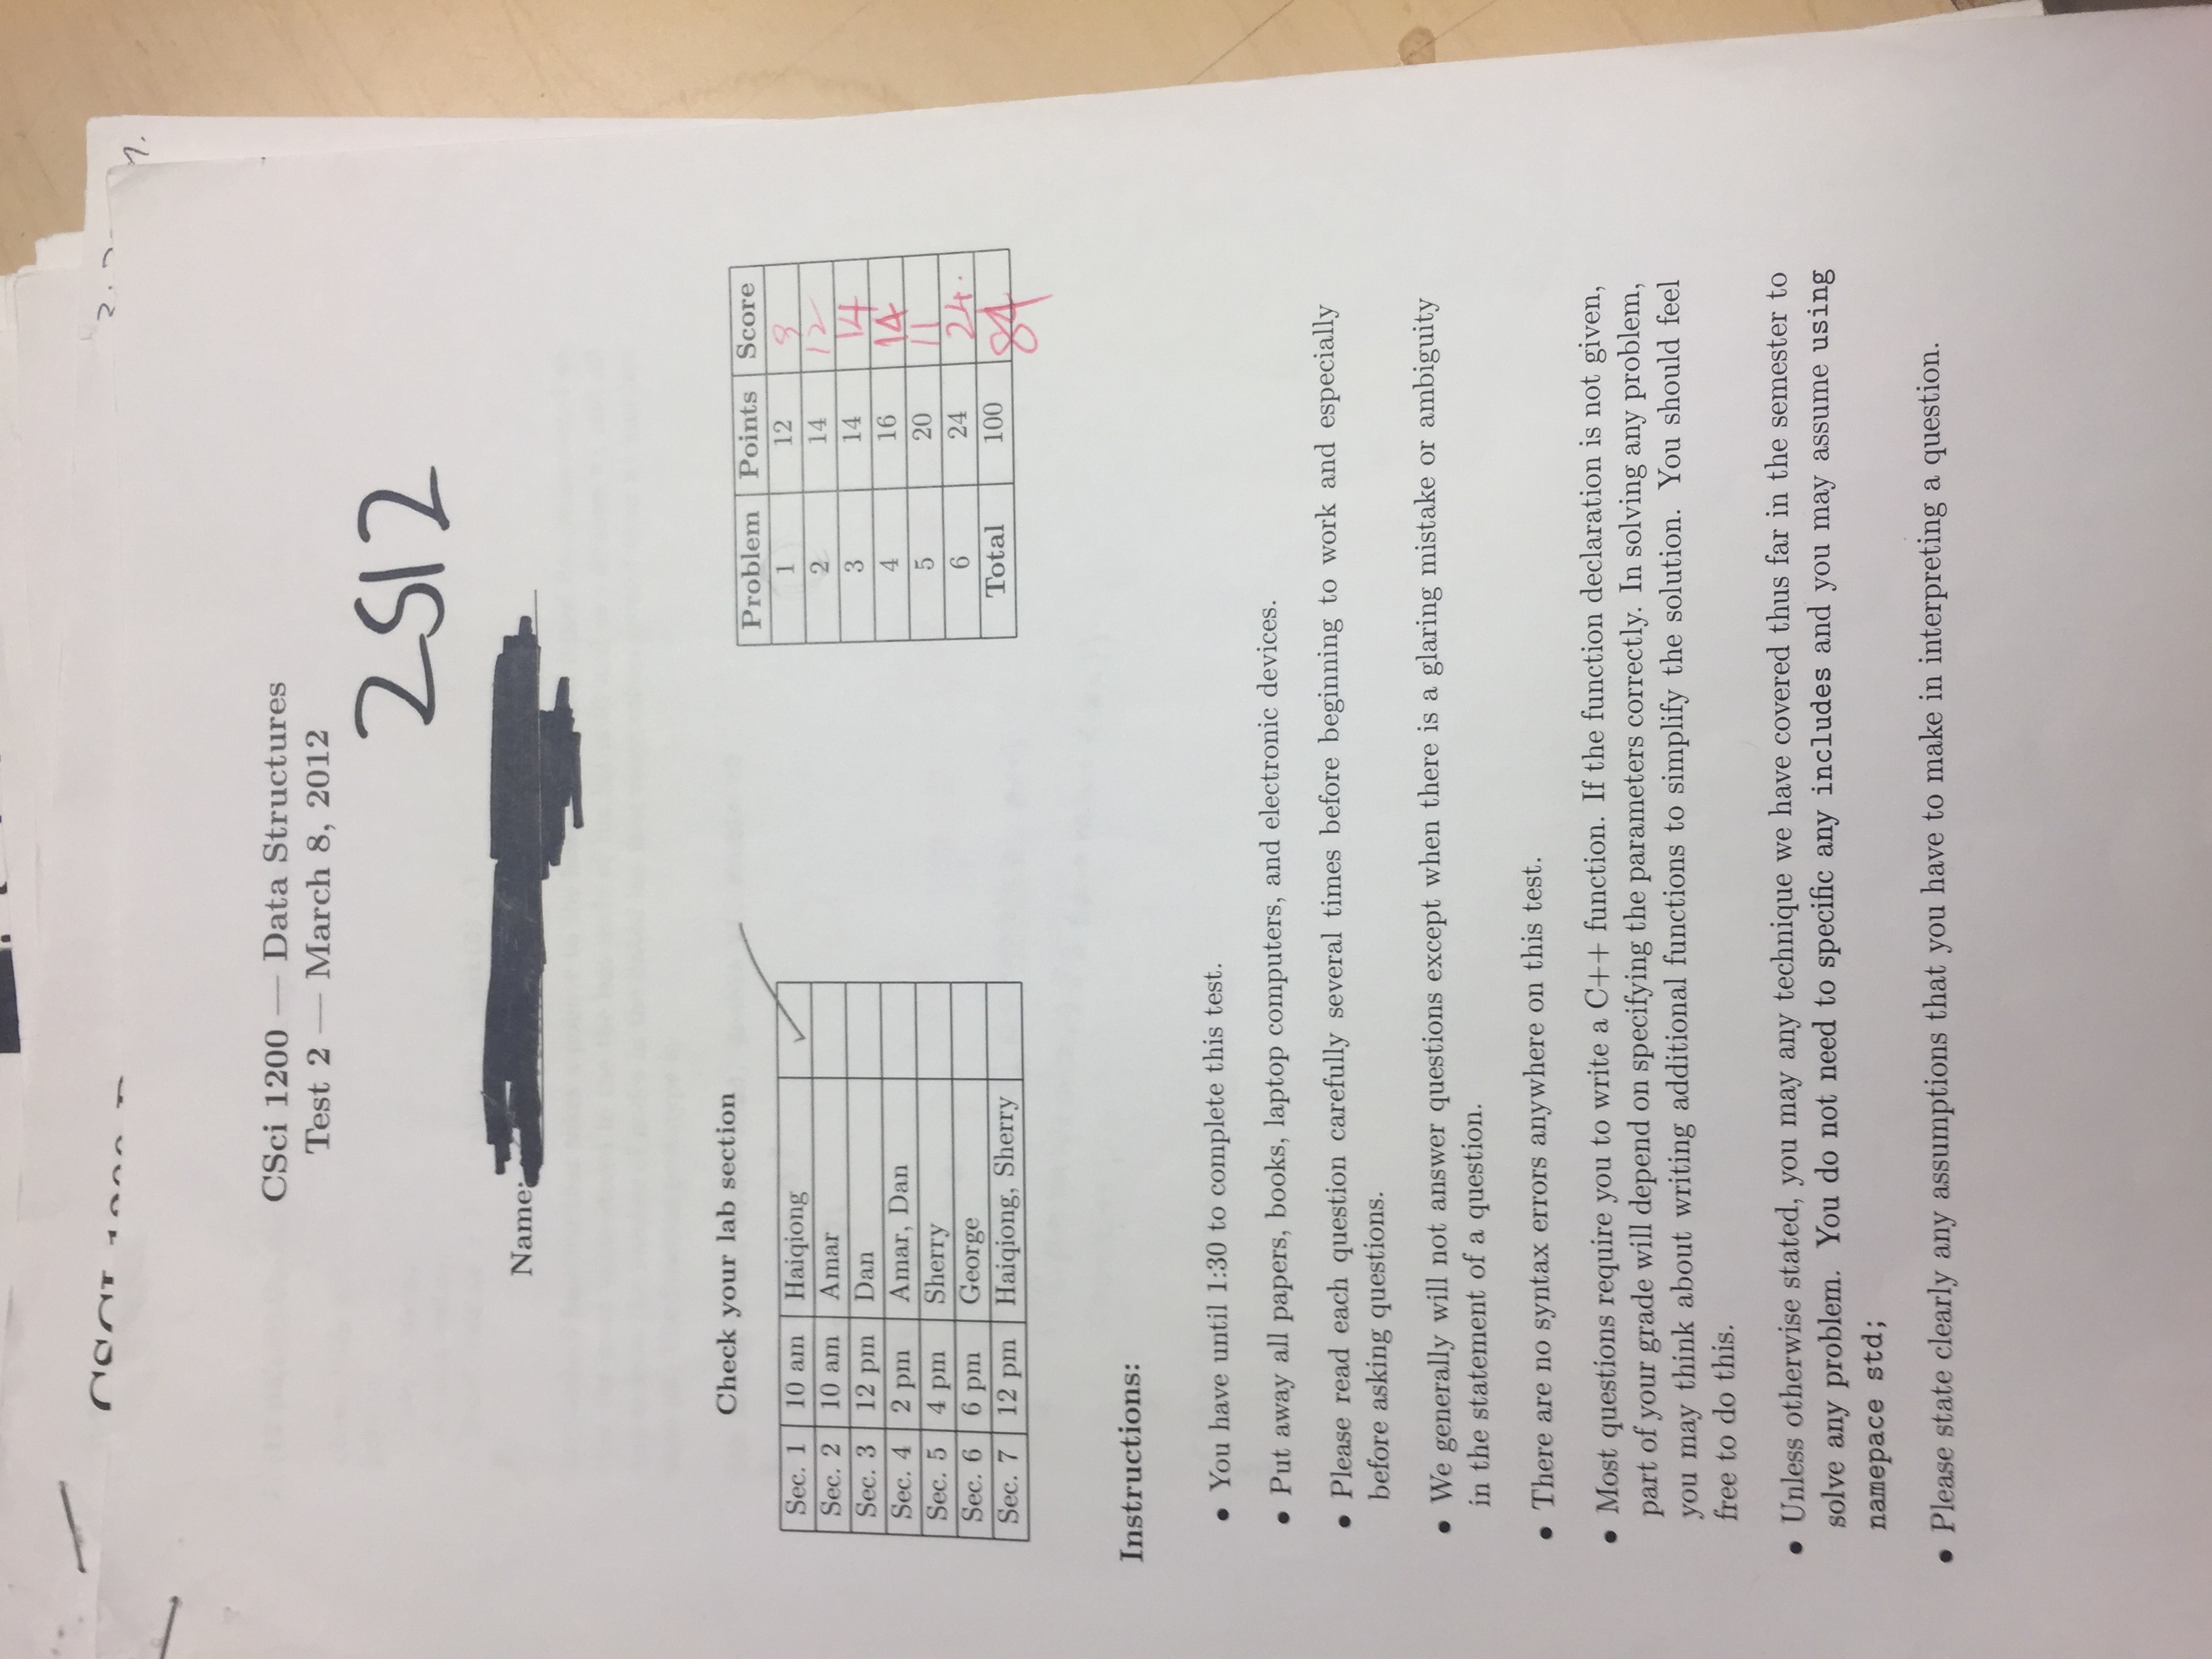 CSci 1200 — Data Structures
Test 2 — March 8, 2012
2S12
Name:
Check your lab section
Sec. 1 10 am Haiqiong ✓
Sec. 2 10 am Amar
Sec. 3 12 pm Dan
Sec. 4 2 pm Amar, Dan
Sec. 5 4 pm Sherry
Sec. 6 6 pm George
Sec. 7 12 pm Haiqiong, Sherry
Problem Points Score
1 12 9
2 14 12
3 14 14
4 16 14
5 20 11
6 24 24.
Total 100 84
Instructions:
• You have until 1:30 to complete this test.
• Put away all papers, books, laptop computers, and electronic devices.
• Please read each question carefully several times before beginning to work and especially
before asking questions.
• We generally will not answer questions except when there is a glaring mistake or ambiguity
in the statement of a question.
• There are no syntax errors anywhere on this test.
• Most questions require you to write a C++ function. If the function declaration is not given,
part of your grade will depend on specifying the parameters correctly. In solving any problem,
you may think about writing additional functions to simplify the solution. You should feel
free to do this.
• Unless otherwise stated, you may any technique we have covered thus far in the semester to
solve any problem. You do not need to specific any includes and you may assume using
namepace std;
• Please state clearly any assumptions that you have to make in interpreting a question.